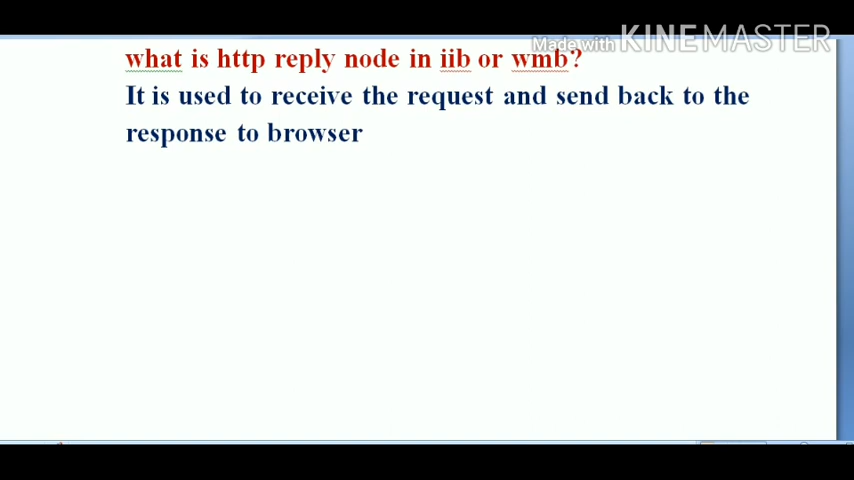 Made with KINEMASTER
what is http reply node in iib or wmb?
It is used to receive the request and send back to the
response to browser